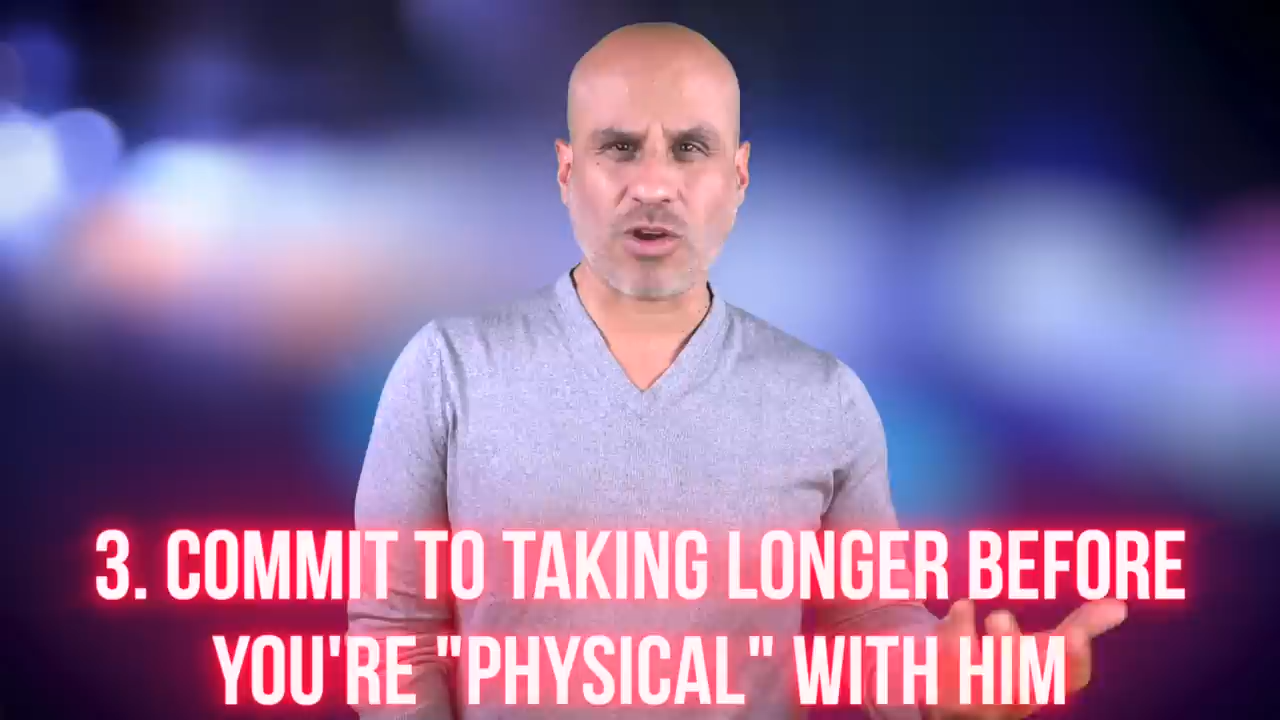 3. COMMIT TO TAKING LONGER BEFORE
YOU'RE "PHYSICAL" WITH HIM